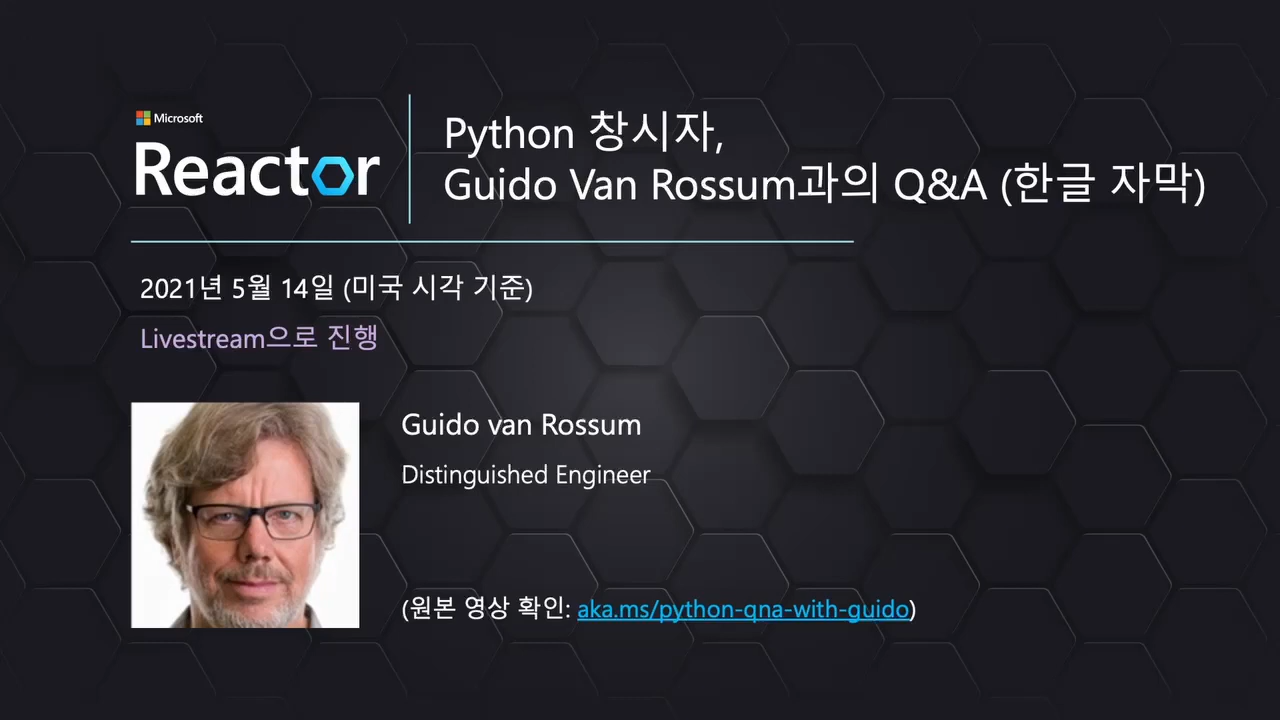 Microsoft
Reactor
Python 창시자,
Guido Van Rossum과의 Q&A (한글 자막)
2021년 5월 14일 (미국 시각 기준)
Livestream으로 진행
Guido van Rossum
Distinguished Engineer
(원본 영상 확인: aka.ms/python-qna-with-guido)